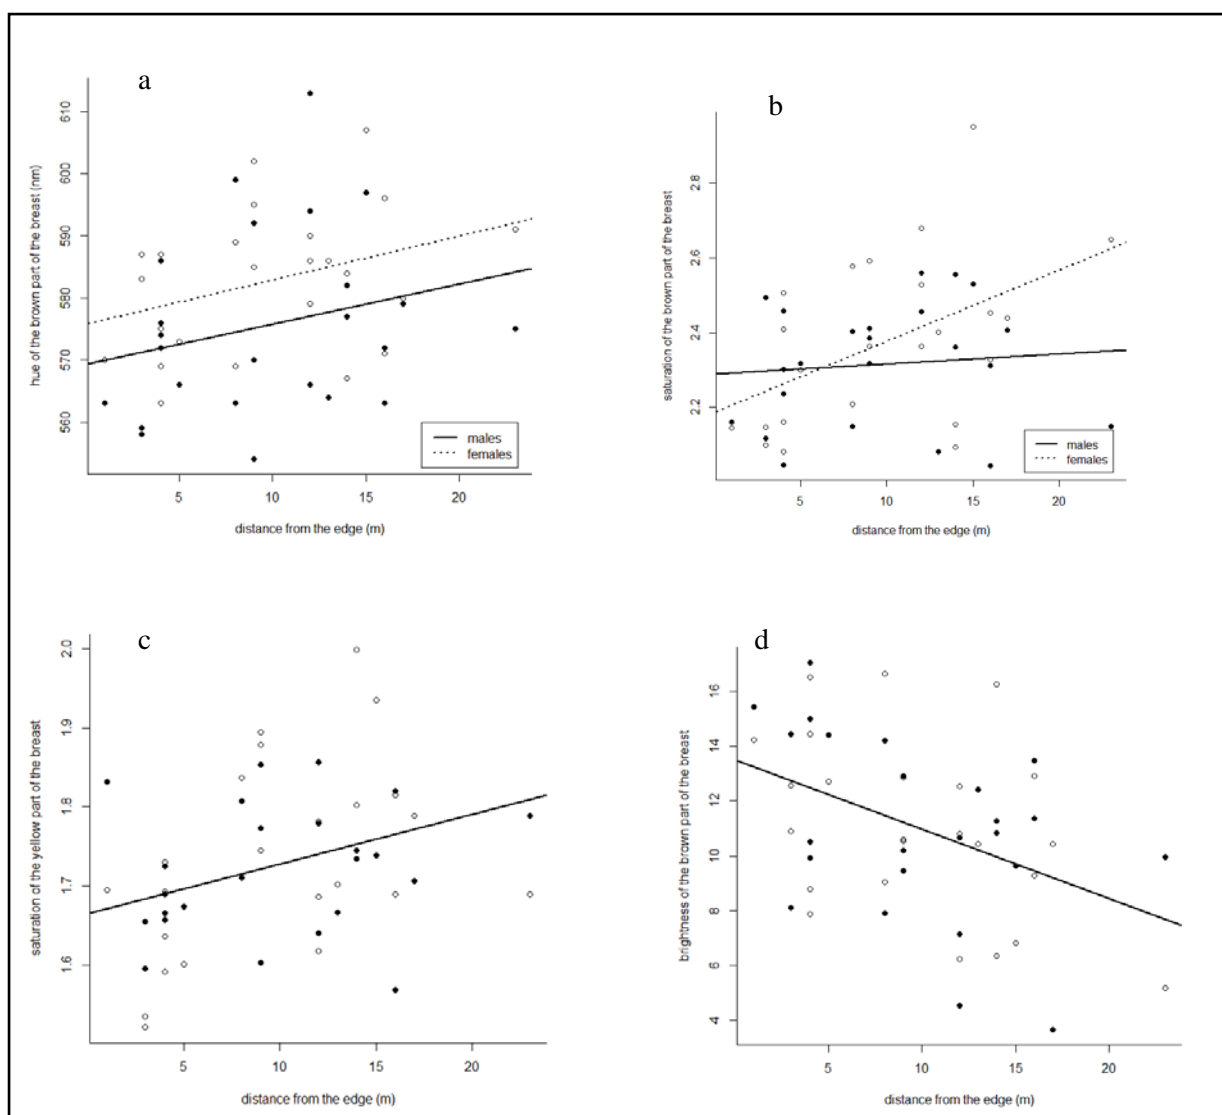 a
hue of the brown part of the breast (nm)
610
600
590
580
570
560
males
females
5 10 15 20
distance from the edge (m)
b
saturation of the brown part of the breast
2.8
2.6
2.4
2.2
males
females
5 10 15 20
distance from the edge (m)
c
saturation of the yellow part of the breast
2.0
1.9
1.8
1.7
1.6
5 10 15 20
distance from the edge (m)
d
brightness of the brown part of the breast
16
14
12
10
8
6
4
5 10 15 20
distance from the edge (m)